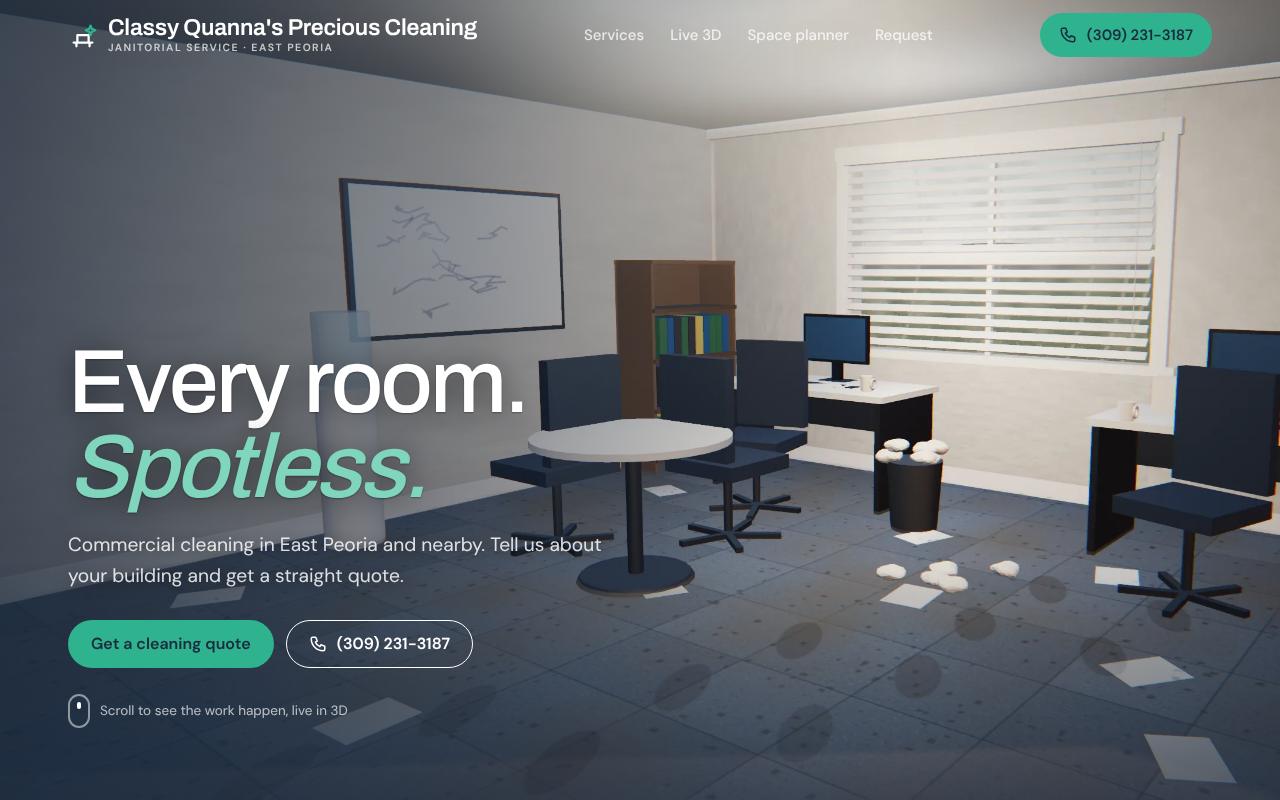 Classy Quanna's Precious Cleaning
JANITORIAL SERVICE · EAST PEORIA
Services
Live 3D
Space planner
Request
(309) 231-3187
Every room.
Spotless.
Commercial cleaning in East Peoria and nearby. Tell us about
your building and get a straight quote.
Get a cleaning quote
(309) 231-3187
Scroll to see the work happen, live in 3D